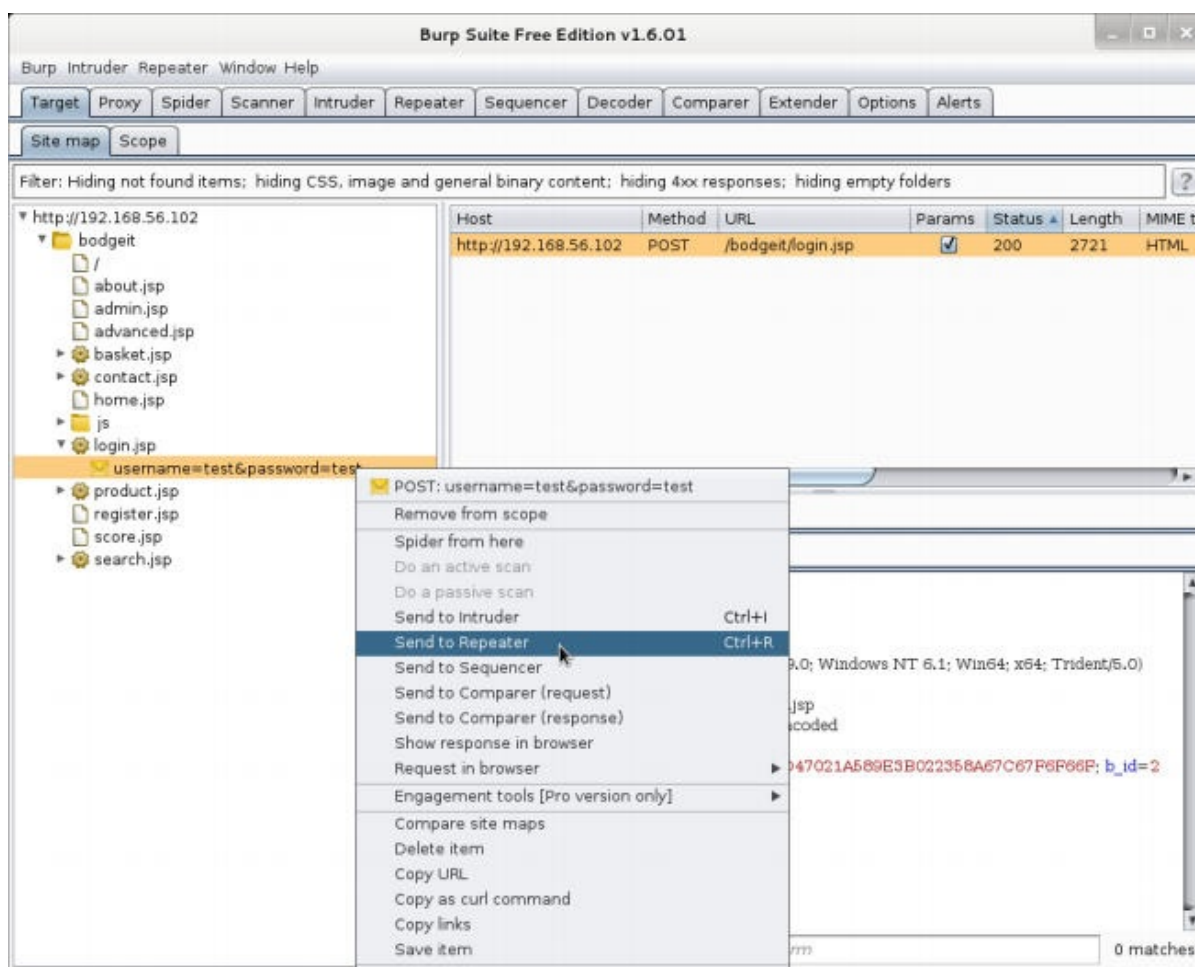 Burp Suite Free Edition v1.6.01
Burp Intruder Repeater Window Help
Target Proxy Spider Scanner Intruder Repeater Sequencer Decoder Comparer Extender Options Alerts
Site map Scope
Filter: Hiding not found items; hiding CSS, image and general binary content; hiding 4xx responses; hiding empty folders ?
http://192.168.56.102
bodgeit
/
about.jsp
admin.jsp
advanced.jsp
basket.jsp
contact.jsp
home.jsp
js
login.jsp
username=test&password=test
product.jsp
register.jsp
score.jsp
search.jsp
Host Method URL Params Status Length MIME t
http://192.168.56.102 POST /bodgeit/login.jsp 200 2721 HTML
POST: username=test&password=test
Remove from scope
Spider from here
Do an active scan
Do a passive scan
Send to Intruder Ctrl+I
Send to Repeater Ctrl+R
Send to Sequencer
Send to Comparer (request)
Send to Comparer (response)
Show response in browser
Request in browser
Engagement tools [Pro version only]
Compare site maps
Delete item
Copy URL
Copy as curl command
Copy links
Save item
9.0; Windows NT 6.1; Win64; x64; Trident/5.0)
.jsp
coded
47021A589E3B022358A67C67F6F66F; b_id=2
0 matches